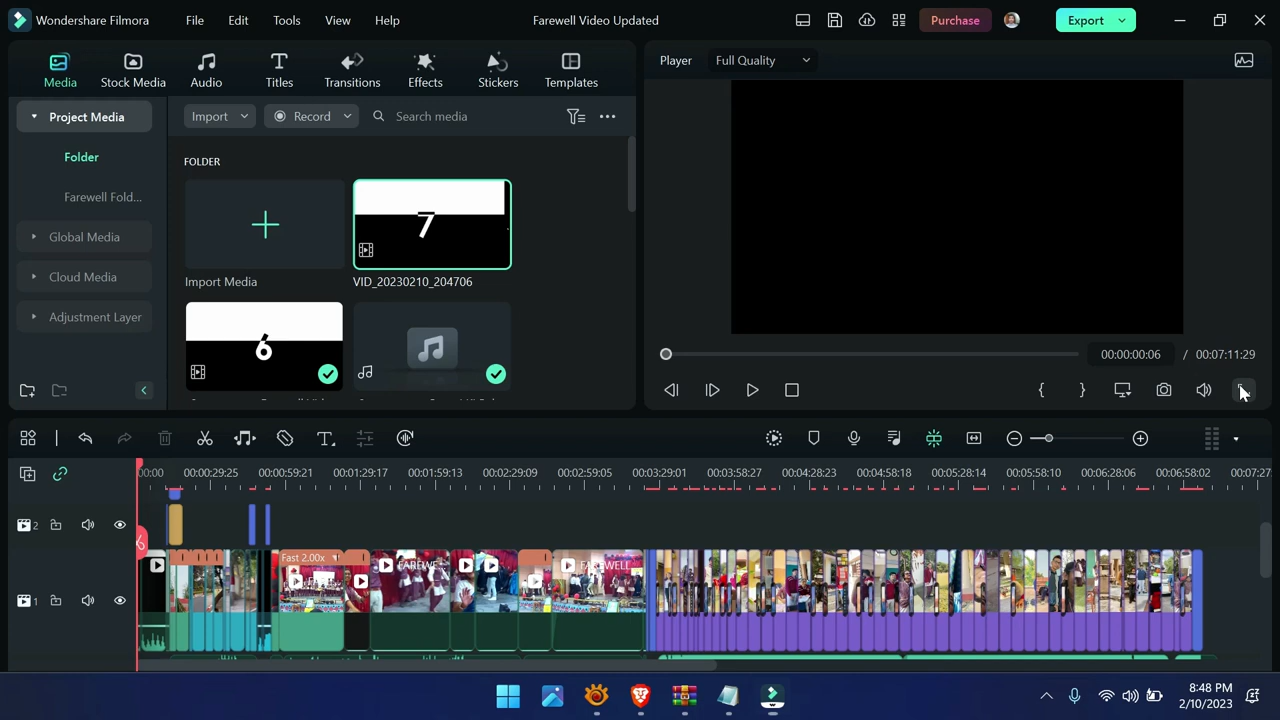 Wondershare Filmora File Edit Tools View Help Farewell Video Updated Purchase Export
Media Stock Media Audio Titles Transitions Effects Stickers Templates
Player Full Quality
Project Media
Import Record Search media
Folder
FOLDER
Farewell Fold...
7
Global Media
Import Media VID_20230210_204706
Cloud Media
Adjustment Layer
6
00:00:00:06 / 00:07:11:29
{ }
00:00 00:00:29:25 00:00:59:21 00:01:29:17 00:01:59:13 00:02:29:09 00:02:59:05 00:03:29:01 00:03:58:27 00:04:28:23 00:04:58:18 00:05:28:14 00:05:58:10 00:06:28:06 00:06:58:02 00:07:27:
2
Fast 2.00x
FAREWE... FAREWELL
1
8:48 PM
2/10/2023